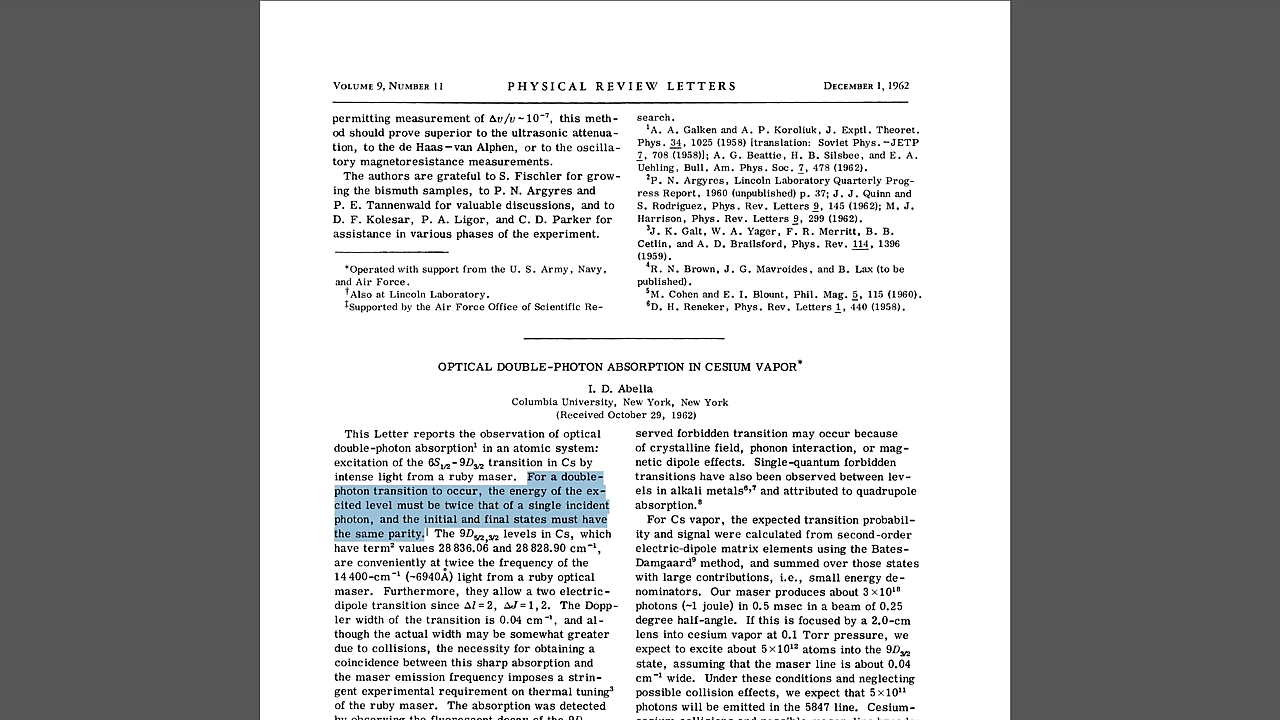 VOLUME 9, NUMBER 11 PHYSICAL REVIEW LETTERS DECEMBER 1, 1962
permitting measurement of Δν/ν ~ 10⁻⁷, this meth-
od should prove superior to the ultrasonic attenua-
tion, to the de Haas-van Alphen, or to the oscilla-
tory magnetoresistance measurements.
The authors are grateful to S. Fischler for grow-
ing the bismuth samples, to P. N. Argyres and
P. E. Tannenwald for valuable discussions, and to
D. F. Kolesar, P. A. Ligor, and C. D. Parker for
assistance in various phases of the experiment.
*Operated with support from the U. S. Army, Navy,
and Air Force.
†Also at Lincoln Laboratory.
‡Supported by the Air Force Office of Scientific Re-
search.
¹A. A. Galken and A. P. Koroliuk, J. Exptl. Theoret.
Phys. 34, 1025 (1958) [translation: Soviet Phys. -JETP
7, 708 (1958)]; A. G. Beattie, H. B. Silsbee, and E. A.
Uehling, Bull. Am. Phys. Soc. 7, 478 (1962).
²P. N. Argyres, Lincoln Laboratory Quarterly Prog-
ress Report, 1960 (unpublished) p. 37; J. J. Quinn and
S. Rodriguez, Phys. Rev. Letters 9, 145 (1962); M. J.
Harrison, Phys. Rev. Letters 9, 299 (1962).
³J. K. Galt, W. A. Yager, F. R. Merritt, B. B.
Cetlin, and A. D. Brailsford, Phys. Rev. 114, 1396
(1959).
⁴R. N. Brown, J. G. Mavroides, and B. Lax (to be
published).
⁵M. Cohen and E. I. Blount, Phil. Mag. 5, 115 (1960).
⁶D. H. Reneker, Phys. Rev. Letters 1, 440 (1958).
OPTICAL DOUBLE-PHOTON ABSORPTION IN CESIUM VAPOR*
I. D. Abella
Columbia University, New York, New York
(Received October 29, 1962)
This Letter reports the observation of optical
double-photon absorption¹ in an atomic system:
excitation of the 6S₁/₂-9D₃/₂ transition in Cs by
intense light from a ruby maser. For a double-
photon transition to occur, the energy of the ex-
cited level must be twice that of a single incident
photon, and the initial and final states must have
the same parity. The 9D₅/₂,₃/₂ levels in Cs, which
have term² values 28 836.06 and 28 828.90 cm⁻¹,
are conveniently at twice the frequency of the
14 400-cm⁻¹ (~6940Å) light from a ruby optical
maser. Furthermore, they allow a two electric-
dipole transition since Δl = 2, ΔJ = 1, 2. The Dopp-
ler width of the transition is 0.04 cm⁻¹, and al-
though the actual width may be somewhat greater
due to collisions, the necessity for obtaining a
coincidence between this sharp absorption and
the maser emission frequency imposes a strin-
gent experimental requirement on thermal tuning³
of the ruby maser. The absorption was detected
by observing the fluorescent decay of the 9D
served forbidden transition may occur because
of crystalline field, phonon interaction, or mag-
netic dipole effects. Single-quantum forbidden
transitions have also been observed between lev-
els in alkali metals⁶,⁷ and attributed to quadrupole
absorption.⁸
For Cs vapor, the expected transition probabil-
ity and signal were calculated from second-order
electric-dipole matrix elements using the Bates-
Damgaard⁹ method, and summed over those states
with large contributions, i.e., small energy de-
nominators. Our maser produces about 3×10¹⁸
photons (~1 joule) in 0.5 msec in a beam of 0.25
degree half-angle. If this is focused by a 2.0-cm
lens into cesium vapor at 0.1 Torr pressure, we
expect to excite about 5×10¹² atoms into the 9D₃/₂
state, assuming that the maser line is about 0.04
cm⁻¹ wide. Under these conditions and neglecting
possible collision effects, we expect that 5×10¹¹
photons will be emitted in the 5847 line. Cesium-